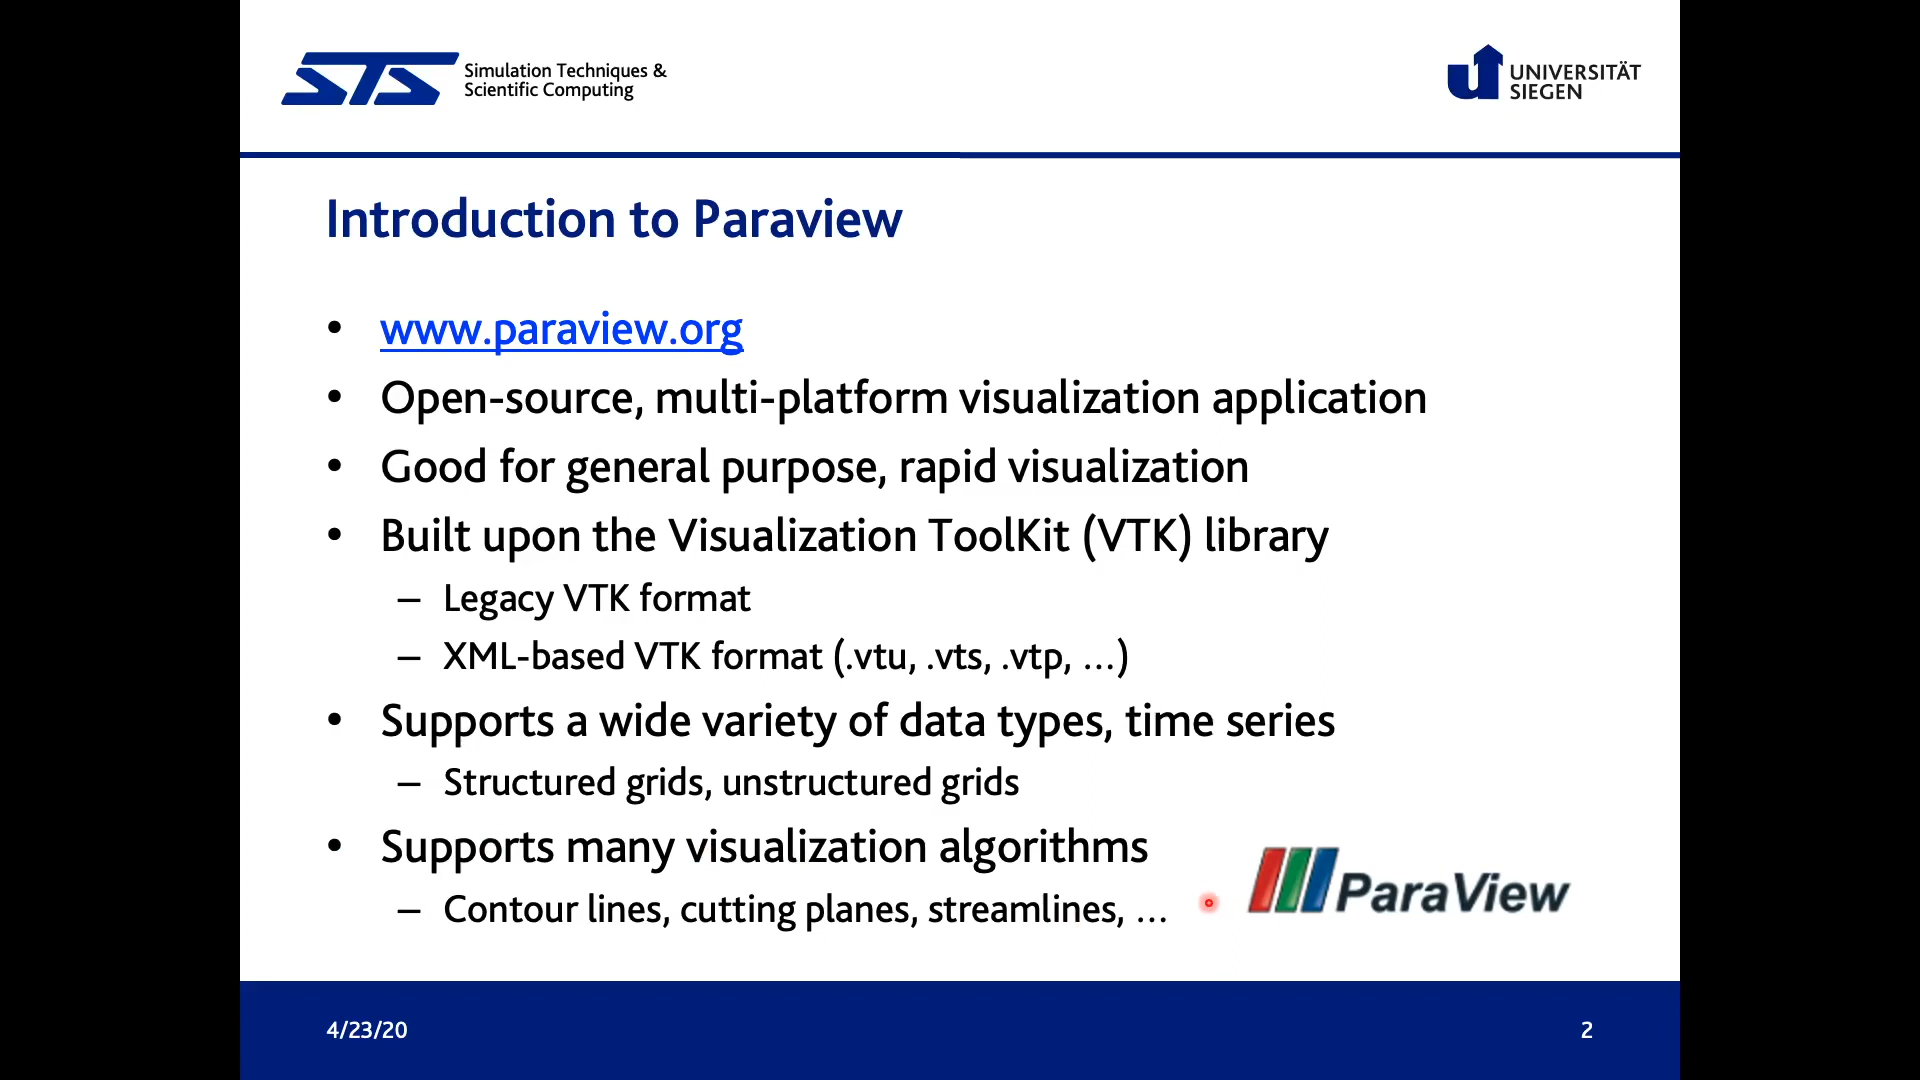 STS
Simulation Techniques &
Scientific Computing
UNIVERSITÄT
SIEGEN
Introduction to Paraview
• www.paraview.org
• Open-source, multi-platform visualization application
• Good for general purpose, rapid visualization
• Built upon the Visualization ToolKit (VTK) library
– Legacy VTK format
– XML-based VTK format (.vtu, .vts, .vtp, …)
• Supports a wide variety of data types, time series
– Structured grids, unstructured grids
• Supports many visualization algorithms
– Contour lines, cutting planes, streamlines, …
ParaView
4/23/20
2